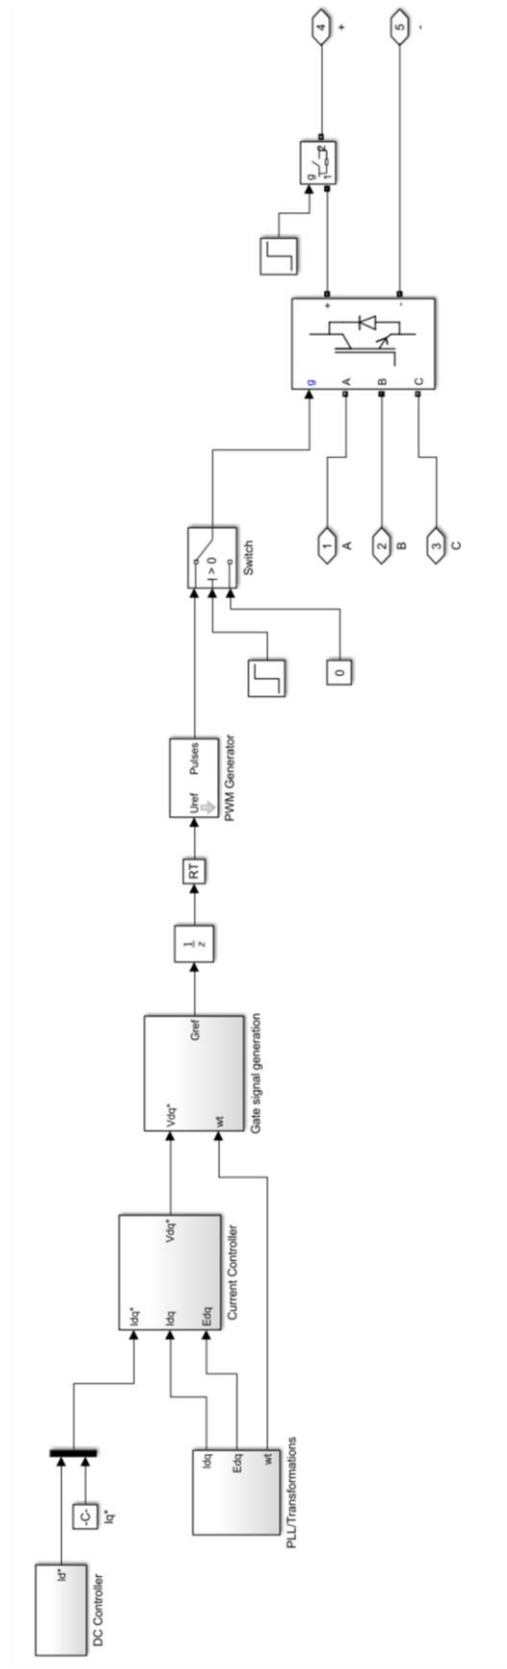 Id*
DC Controller
-C-
Iq*
Idq
Edq
wt
PLL/Transformations
Idq*
Idq
Edq
Vdq*
Current Controller
Vdq*
wt
Gref
Gate signal generation
1
z
RT
Uref
Pulses
PWM Generator
0
> 0
Switch
1
A
2
B
3
C
g
A
B
C
+
-
g
1
2
4
+
5
-